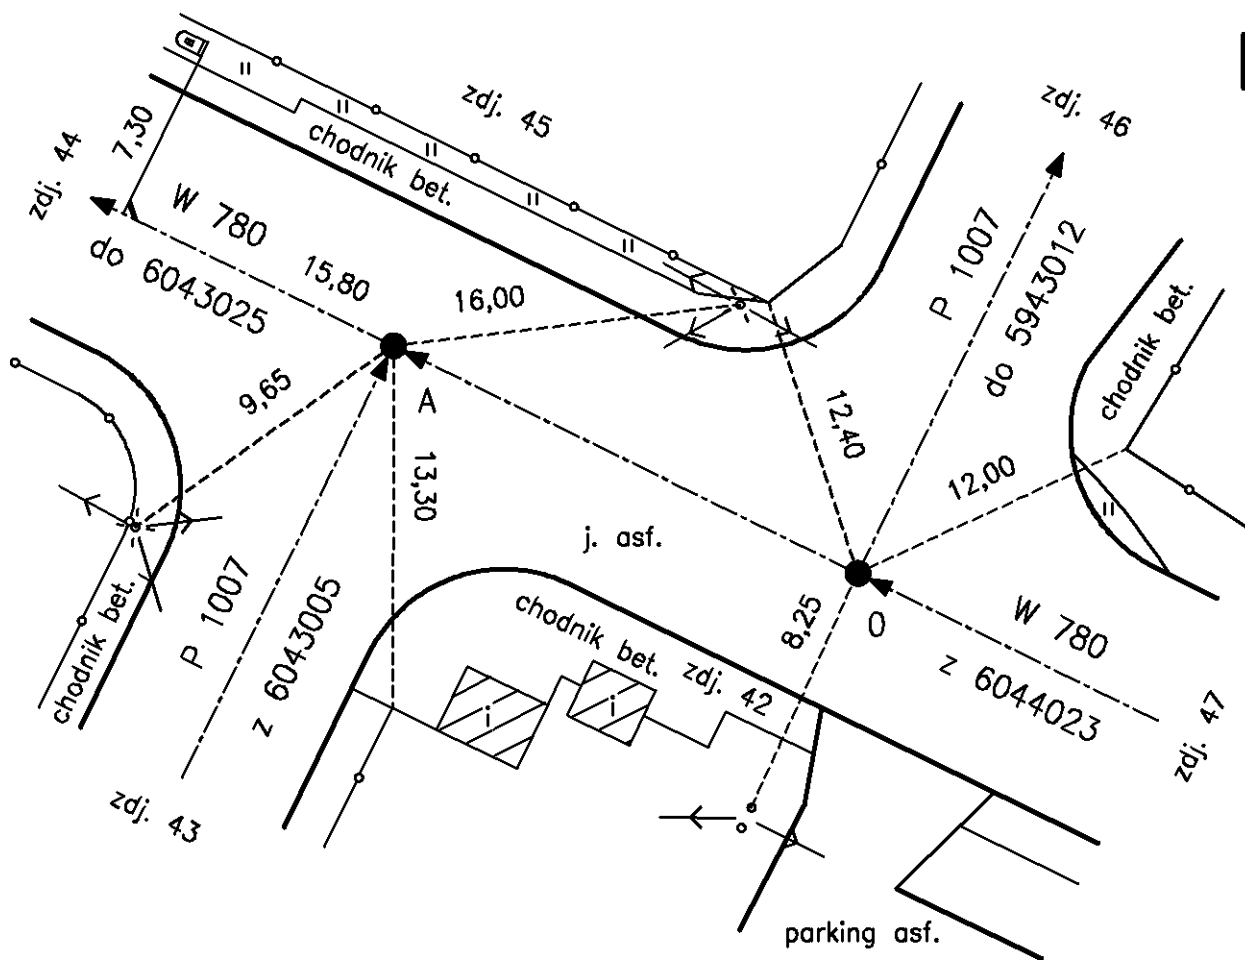 zdj. 45
zdj. 46
zdj. 44
7,30
chodnik bet.
W 780
do 6043025
15,80
16,00
P 1007
do 5943012
chodnik bet.
9,65
A
13,30
12,40
12,00
j. asf.
P 1007
z 6043005
chodnik bet.
zdj. 43
chodnik
bet.
zdj. 42
i
i
8,25
0
W 780
z 6044023
zdj. 47
parking asf.